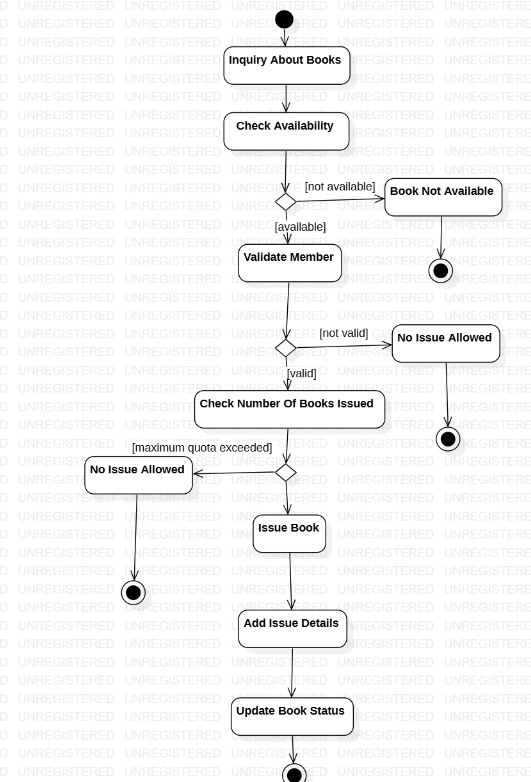 Inquiry About Books
Check Availability
[not available]
Book Not Available
[available]
Validate Member
[not valid]
No Issue Allowed
[valid]
Check Number Of Books Issued
[maximum quota exceeded]
No Issue Allowed
Issue Book
Add Issue Details
Update Book Status
UNREGISTERED